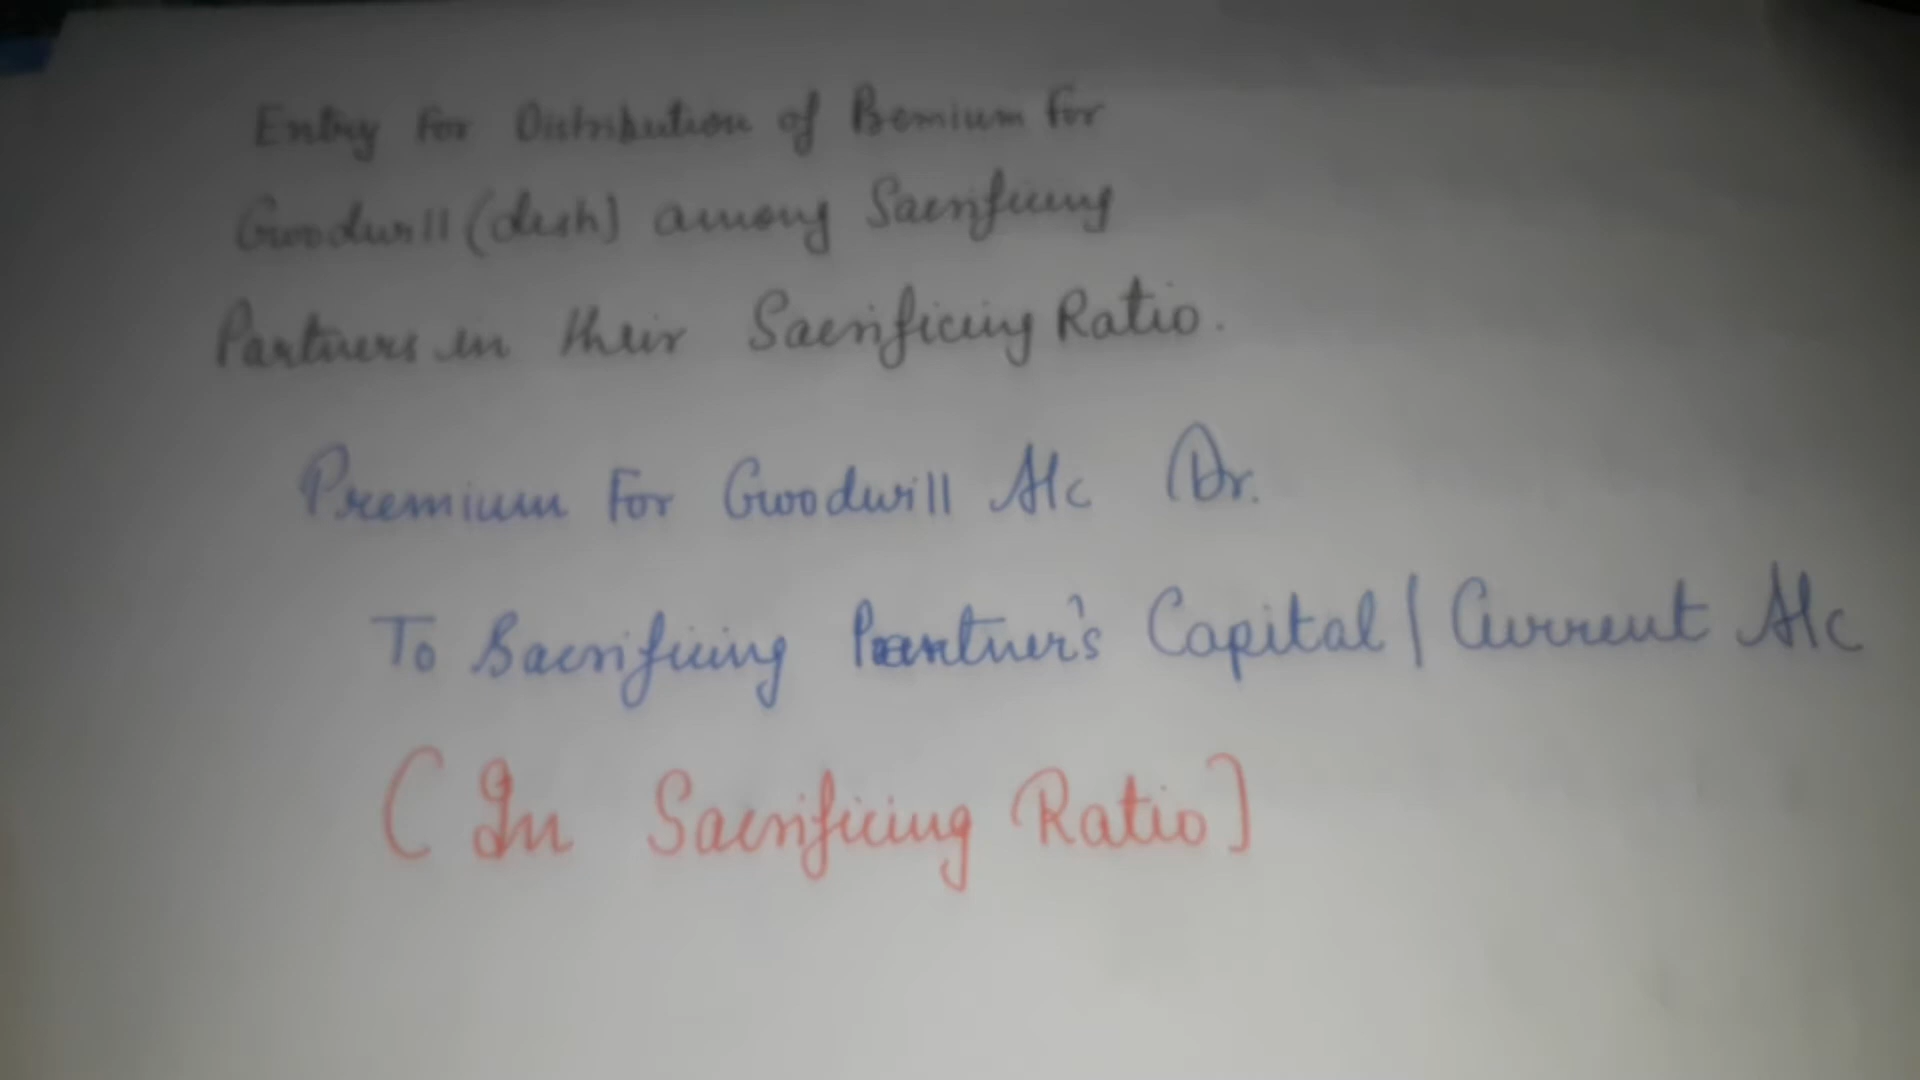 Entry For Distribution of Premium For
Goodwill (Cash) among Sacrificing
Partners in their Sacrificing Ratio.
Premium For Goodwill A/c Dr.
To Sacrificing Partner's Capital / Current A/c
(In Sacrificing Ratio]